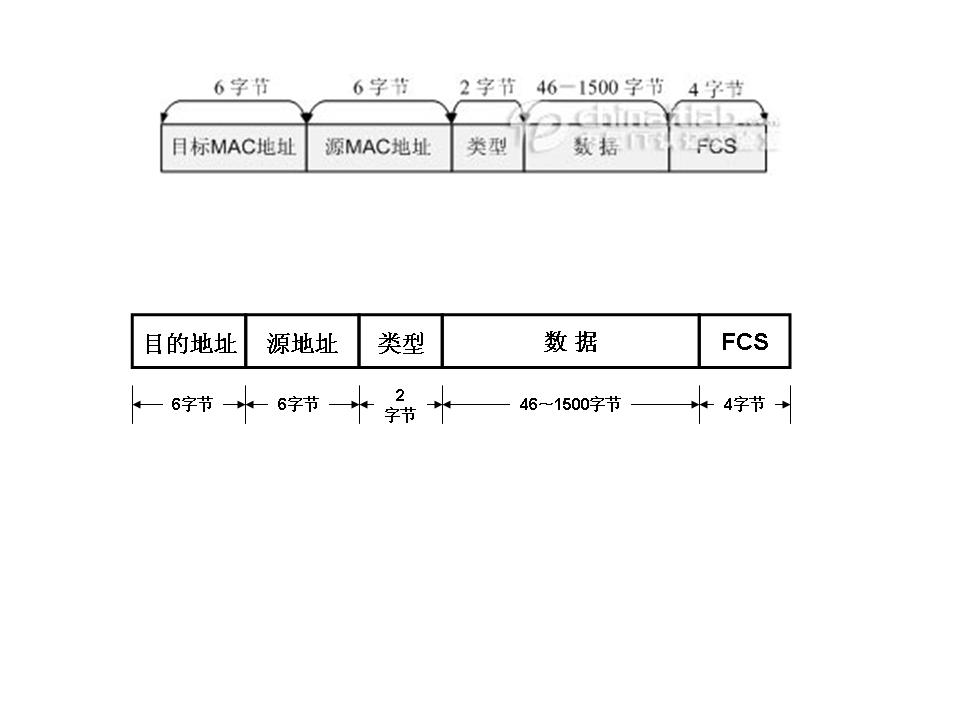 6 字节 6 字节 2 字节 46－1500 字节 4 字节
目标MAC地址 源MAC地址 类型 数 据 FCS
目的地址 源地址 类型 数 据 FCS
6字节 6字节 2 字节 46～1500字节 4字节